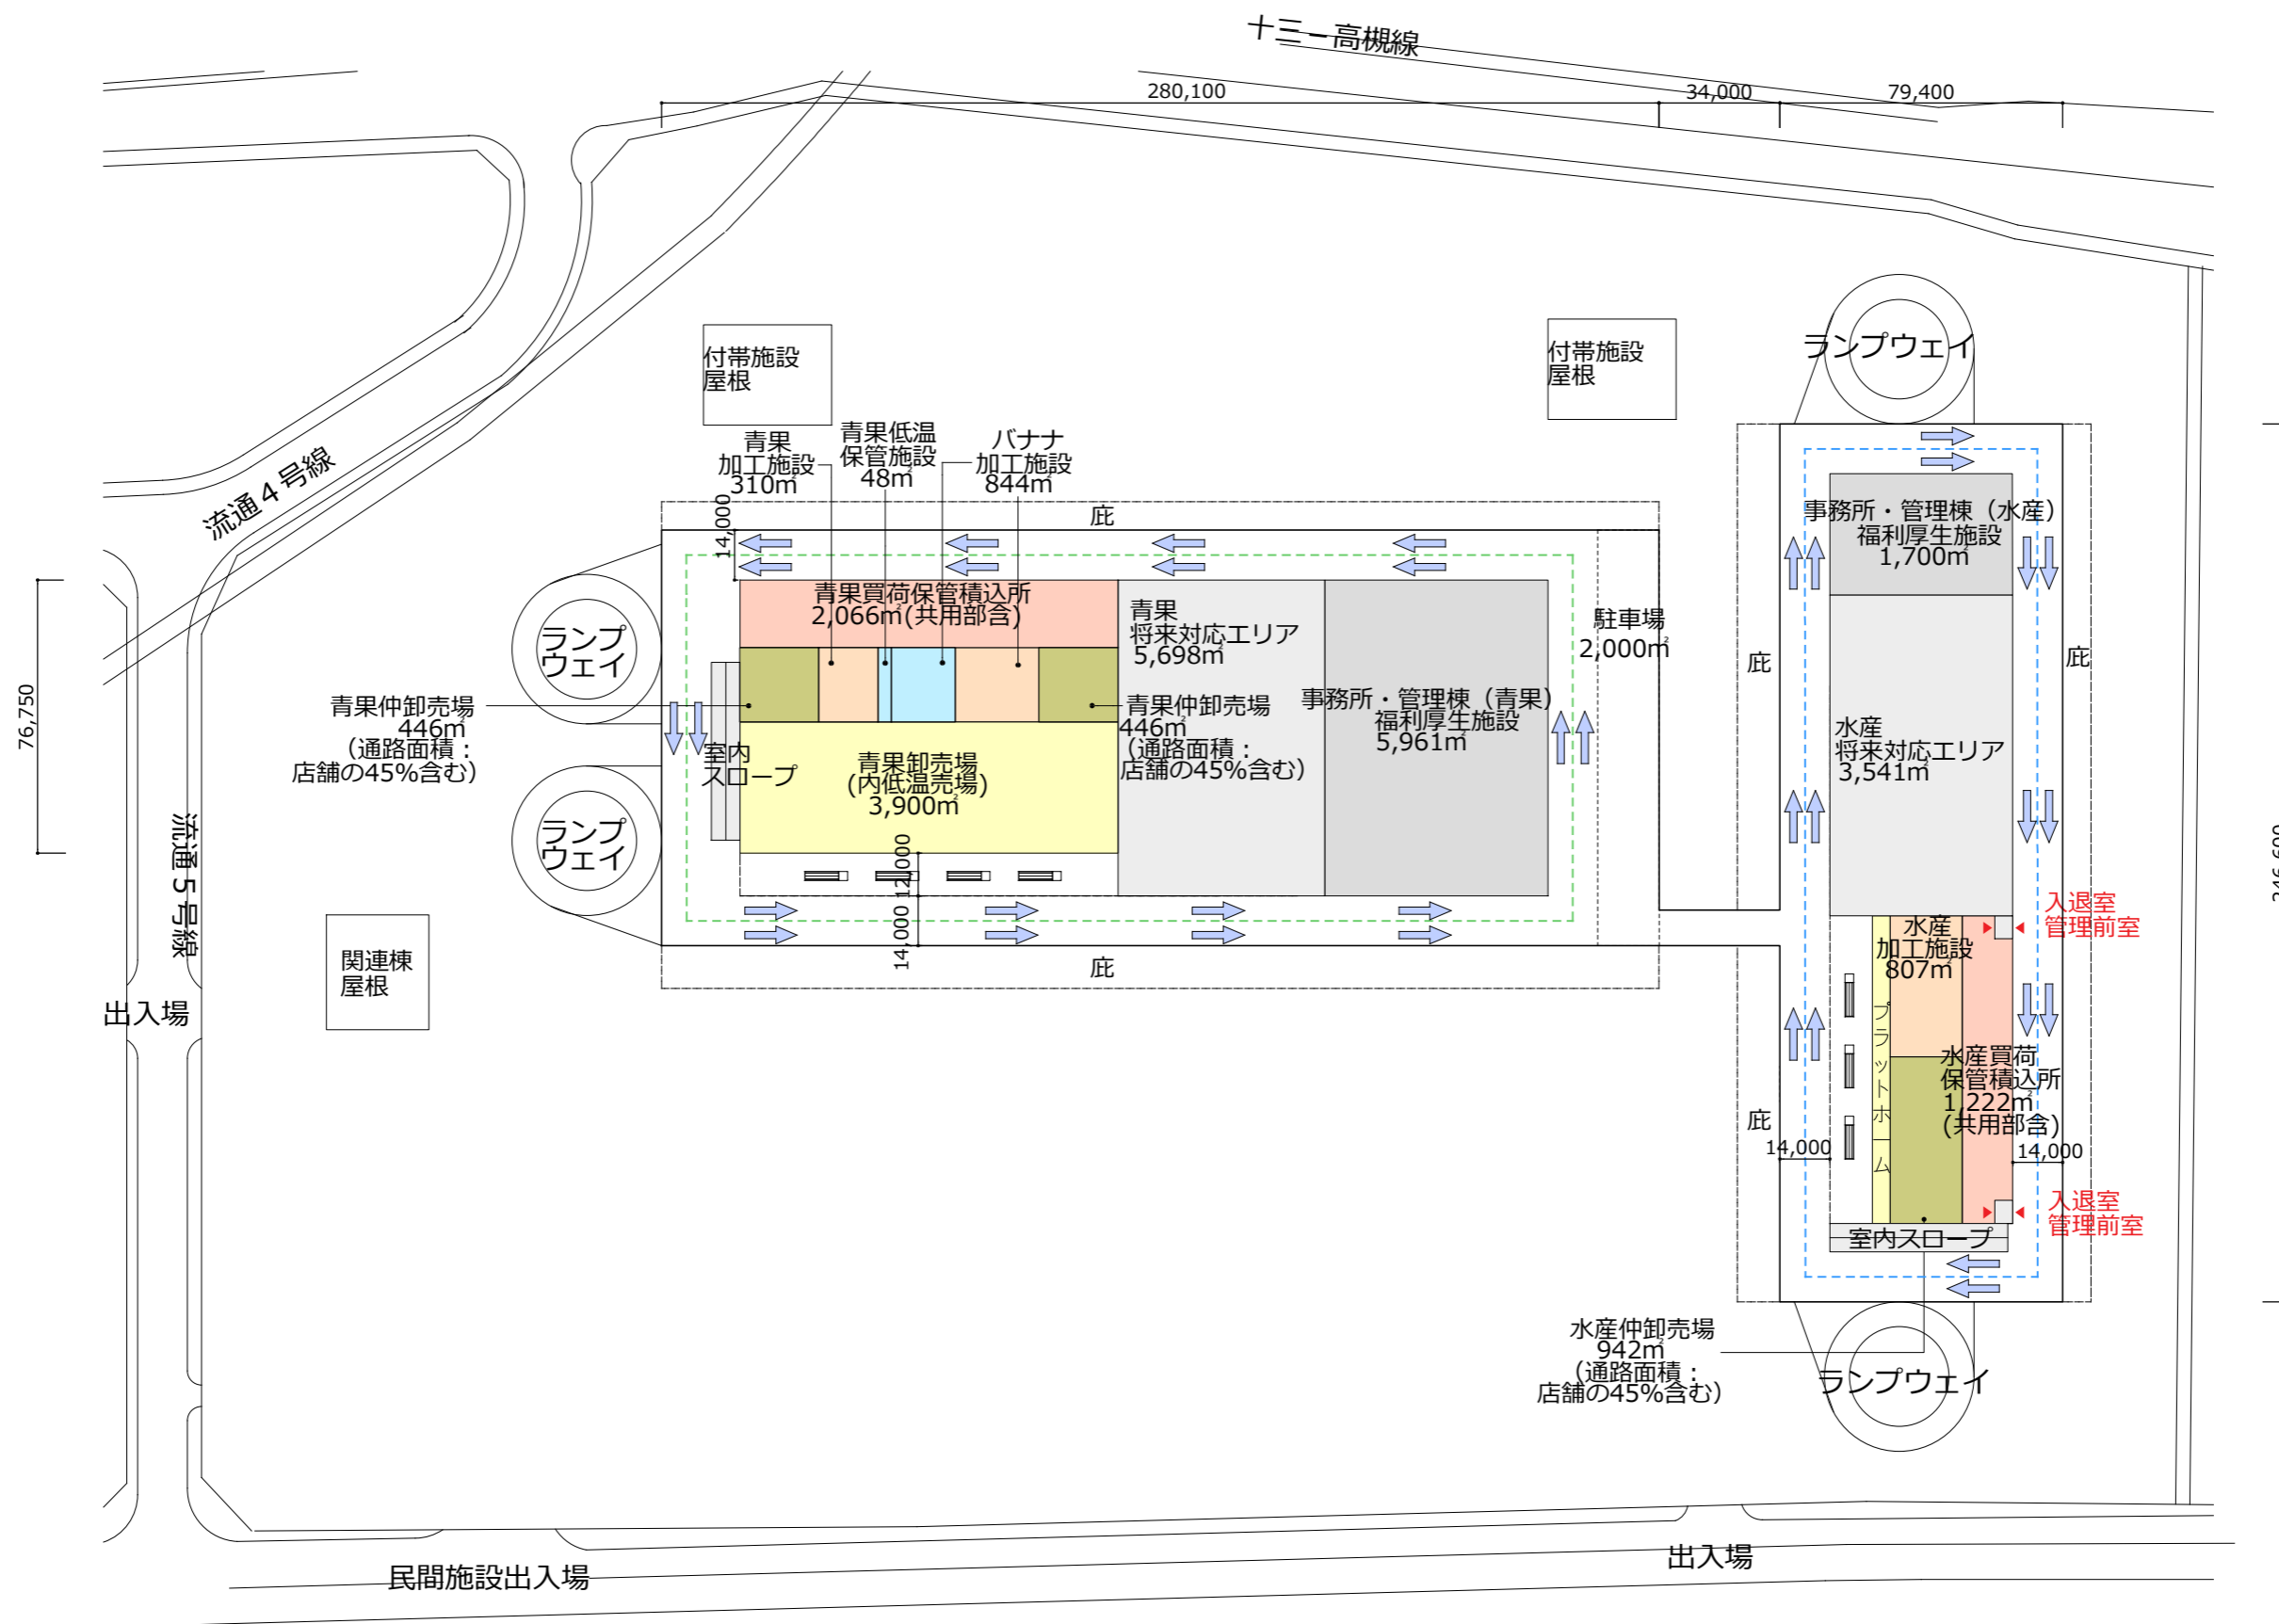 十三－高槻線
280,100
34,000
79,400
付帯施設
屋根
付帯施設
屋根
ランプウェイ
青果
加工施設
310㎡
青果低温
保管施設
48㎡
バナナ
加工施設
844㎡
流通４号線
14,000
庇
事務所・管理棟（水産）
福利厚生施設
1,700㎡
青果買荷保管積込所
2,066㎡(共用部含)
青果
将来対応エリア
5,698㎡
駐車場
2,000㎡
ランプ
ウェイ
庇
庇
76,750
青果仲卸売場
446㎡
（通路面積：
店舗の45%含む）
青果仲卸売場
446㎡
（通路面積：
店舗の45%含む）
事務所・管理棟（青果）
福利厚生施設
5,961㎡
水産
将来対応エリア
3,541㎡
室内
スロープ
青果卸売場
(内低温売場)
3,900㎡
ランプ
ウェイ
流通５号線
12,000
14,000
入退室
管理前室
水産
加工施設
807㎡
関連棟
屋根
庇
出入場
プラットホーム
水産買荷
保管積込所
1,222㎡
(共用部含)
庇
14,000
14,000
入退室
管理前室
室内スロープ
水産仲卸売場
942㎡
（通路面積：
店舗の45%含む）
ランプウェイ
民間施設出入場
出入場